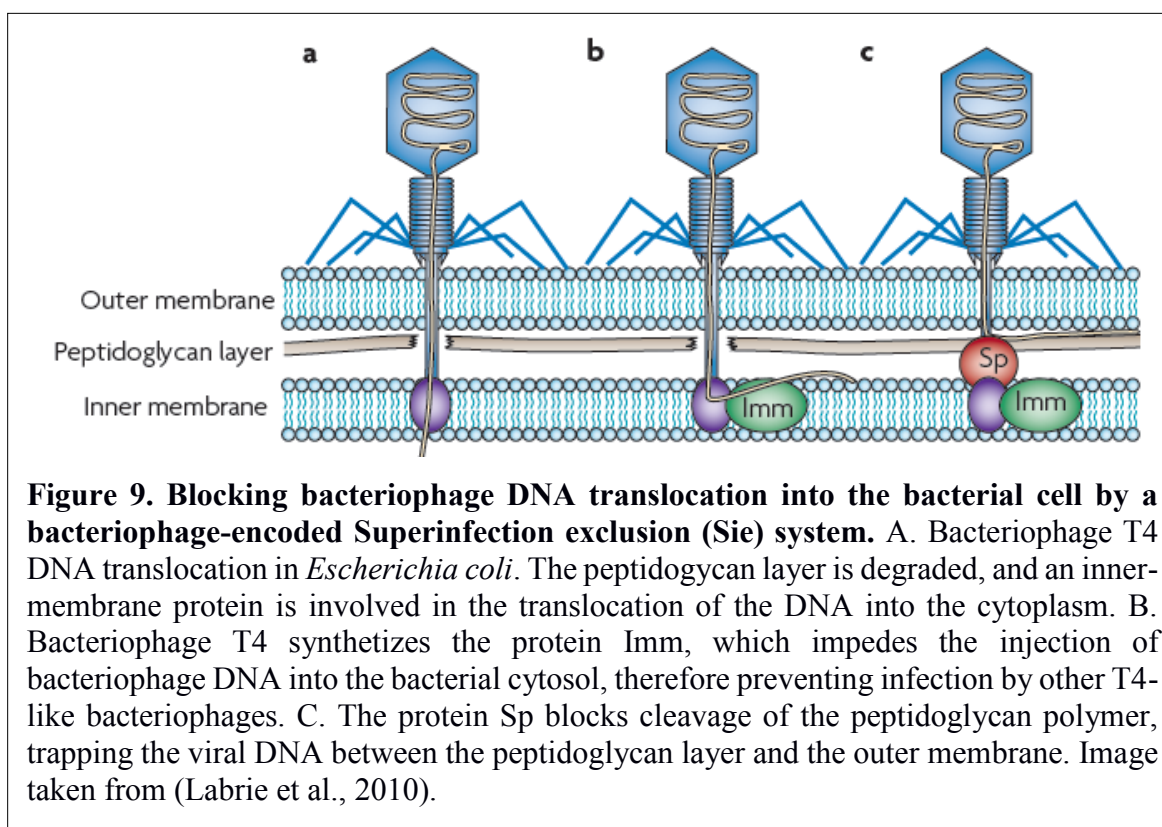 a
b
c
Outer membrane
Peptidoglycan layer
Inner membrane
Imm
Sp
Imm
Figure 9. Blocking bacteriophage DNA translocation into the bacterial cell by a
bacteriophage-encoded Superinfection exclusion (Sie) system. A. Bacteriophage T4
DNA translocation in Escherichia coli. The peptidogycan layer is degraded, and an inner-
membrane protein is involved in the translocation of the DNA into the cytoplasm. B.
Bacteriophage T4 synthetizes the protein Imm, which impedes the injection of
bacteriophage DNA into the bacterial cytosol, therefore preventing infection by other T4-
like bacteriophages. C. The protein Sp blocks cleavage of the peptidoglycan polymer,
trapping the viral DNA between the peptidoglycan layer and the outer membrane. Image
taken from (Labrie et al., 2010).